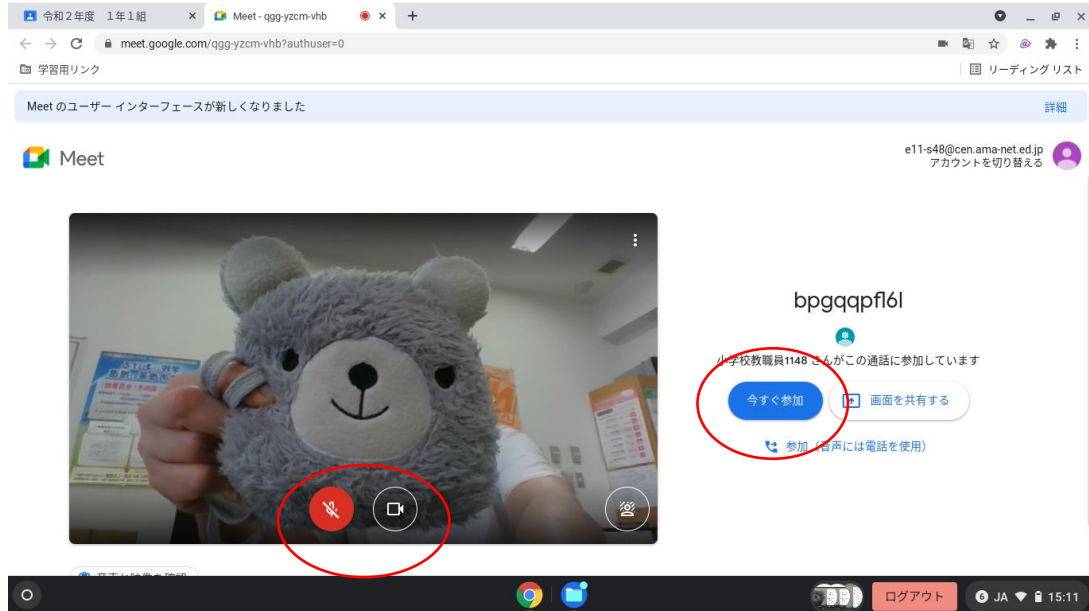 令和２年度　１年１組
Meet - qgg-yzcm-vhb
meet.google.com/qgg-yzcm-vhb?authuser=0
学習用リンク
リーディング リスト
Meet のユーザー インターフェースが新しくなりました
詳細
Meet
e11-s48@cen.ama-net.ed.jp
アカウントを切り替える
bpgqqpfl6l
小学校教職員1148 さんがこの通話に参加しています
今すぐ参加
画面を共有する
参加（音声には電話を使用）
ログアウト
6 JA
15:11